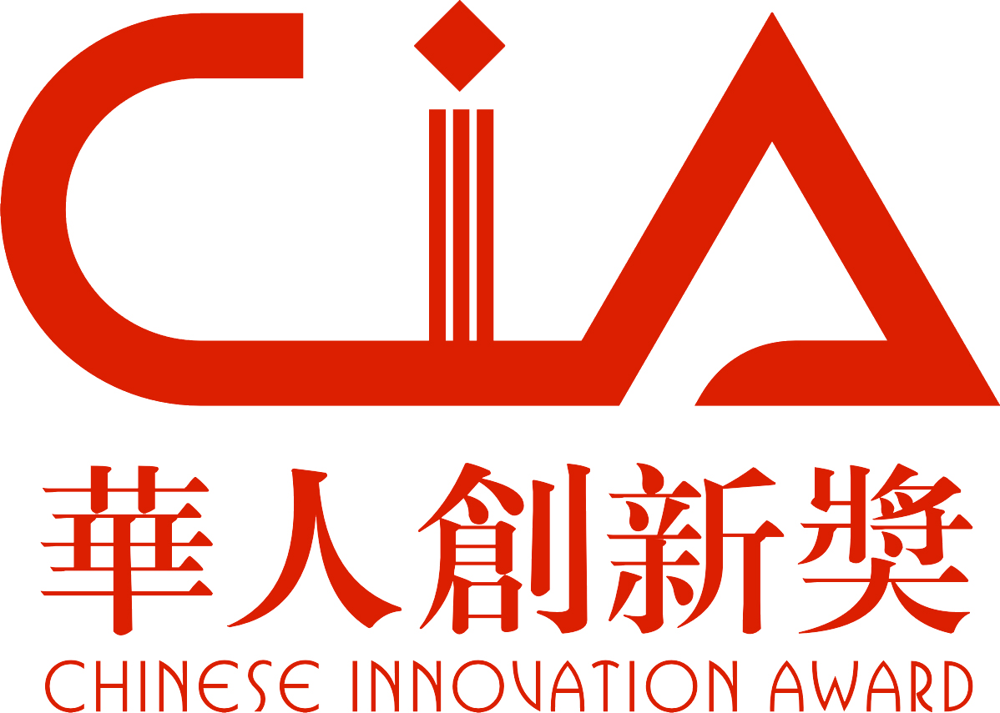 CiA
華人創新獎
CHINESE INNOVATION AWARD